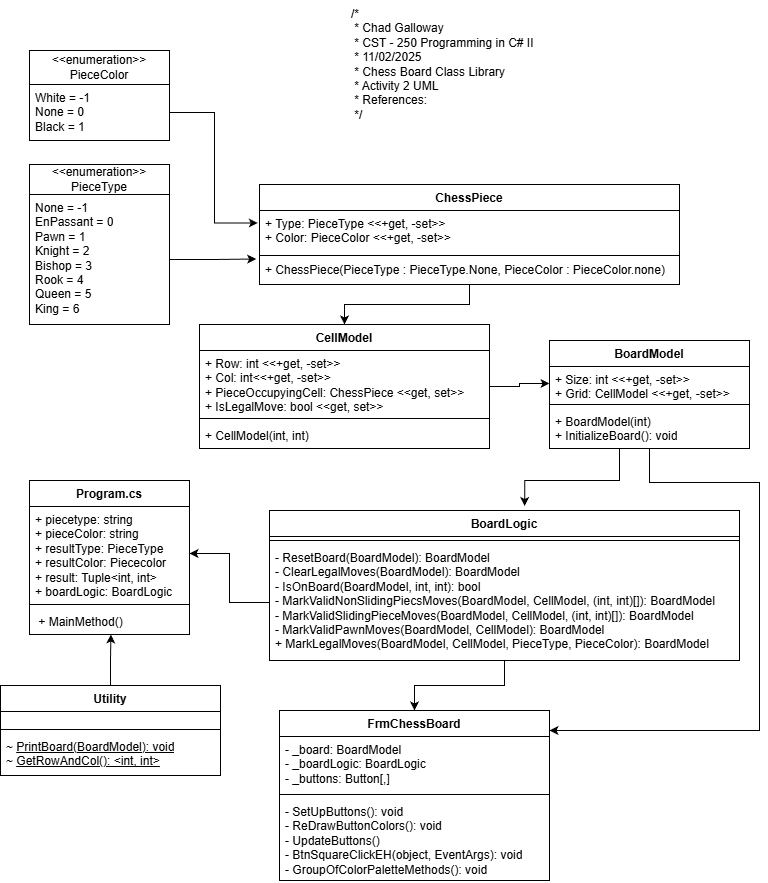 /*
* Chad Galloway
* CST - 250 Programming in C# II
* 11/02/2025
* Chess Board Class Library
* Activity 2 UML
* References:
*/
<<enumeration>>
PieceColor
White = -1
None = 0
Black = 1
<<enumeration>>
PieceType
None = -1
EnPassant = 0
Pawn = 1
Knight = 2
Bishop = 3
Rook = 4
Queen = 5
King = 6
ChessPiece
+ Type: PieceType <<+get, -set>>
+ Color: PieceColor <<+get, -set>>
+ ChessPiece(PieceType : PieceType.None, PieceColor : PieceColor.none)
CellModel
+ Row: int <<+get, -set>>
+ Col: int<<+get, -set>>
+ PieceOccupyingCell: ChessPiece <<get, set>>
+ IsLegalMove: bool <<get, set>>
+ CellModel(int, int)
BoardModel
+ Size: int <<+get, -set>>
+ Grid: CellModel <<+get, -set>>
+ BoardModel(int)
+ InitializeBoard(): void
Program.cs
+ piecetype: string
+ pieceColor: string
+ resultType: PieceType
+ resultColor: Piececolor
+ result: Tuple<int, int>
+ boardLogic: BoardLogic
+ MainMethod()
BoardLogic
- ResetBoard(BoardModel): BoardModel
- ClearLegalMoves(BoardModel): BoardModel
- IsOnBoard(BoardModel, int, int): bool
- MarkValidNonSlidingPiecsMoves(BoardModel, CellModel, (int, int)[]): BoardModel
- MarkValidSlidingPieceMoves(BoardModel, CellModel, (int, int)[]): BoardModel
- MarkValidPawnMoves(BoardModel, CellModel): BoardModel
+ MarkLegalMoves(BoardModel, CellModel, PieceType, PieceColor): BoardModel
Utility
~ PrintBoard(BoardModel): void
~ GetRowAndCol(): <int, int>
FrmChessBoard
- _board: BoardModel
- _boardLogic: BoardLogic
- _buttons: Button[,]
- SetUpButtons(): void
- ReDrawButtonColors(): void
- UpdateButtons()
- BtnSquareClickEH(object, EventArgs): void
- GroupOfColorPaletteMethods(): void